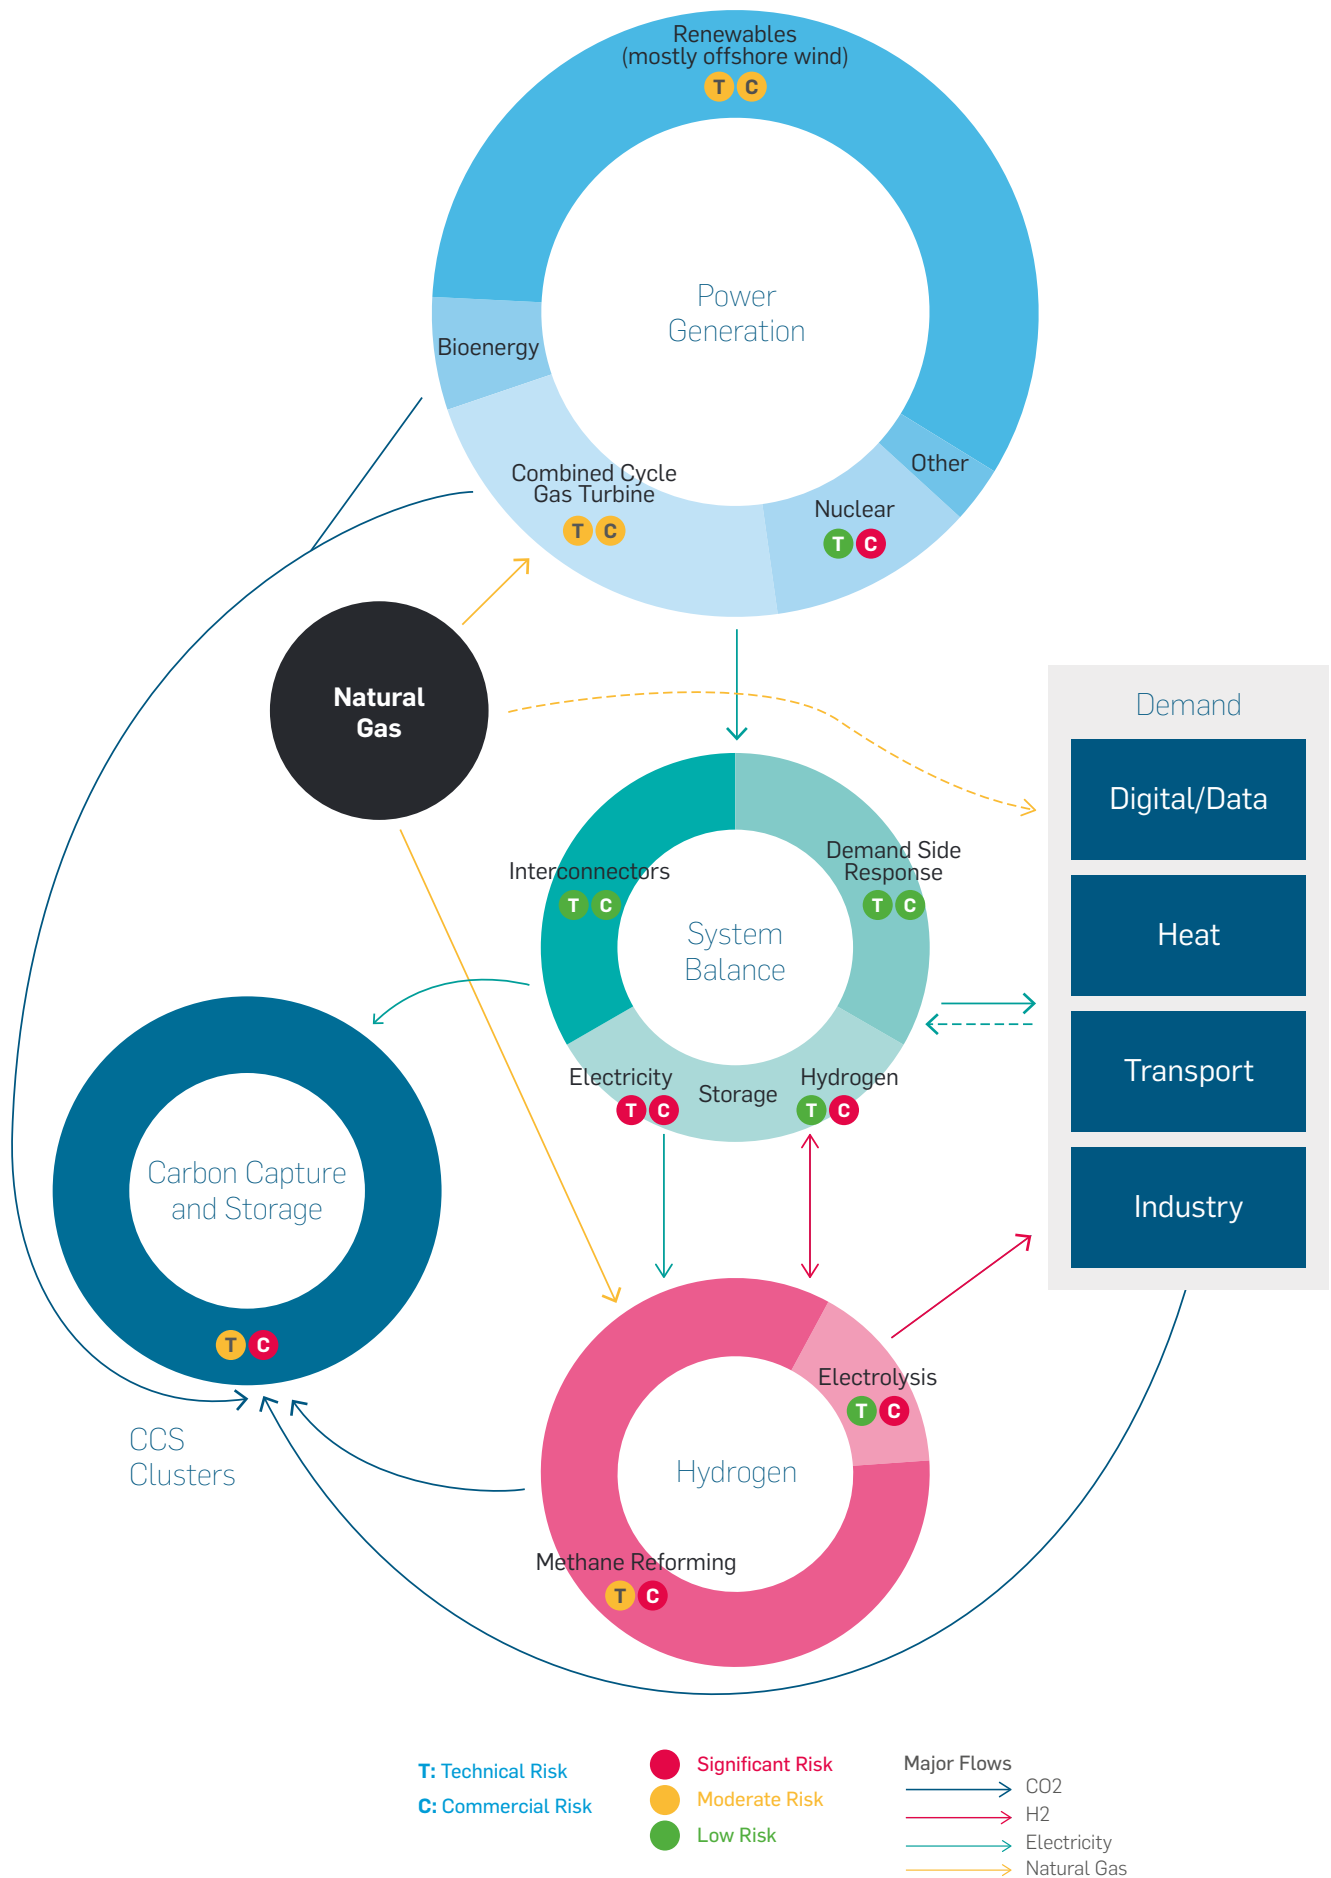 Renewables
(mostly offshore wind)
T C
Power
Generation
Bioenergy
Other
Combined Cycle
Gas Turbine
T C
Nuclear
T C
Natural
Gas
Demand
Digital/Data
Heat
Transport
Industry
Interconnectors
T C
Demand Side
Response
T C
System
Balance
Electricity
T C
Storage
Hydrogen
T C
Carbon Capture
and Storage
T C
CCS
Clusters
Electrolysis
T C
Hydrogen
Methane Reforming
T C
T: Technical Risk
C: Commercial Risk
Significant Risk
Moderate Risk
Low Risk
Major Flows
CO2
H2
Electricity
Natural Gas